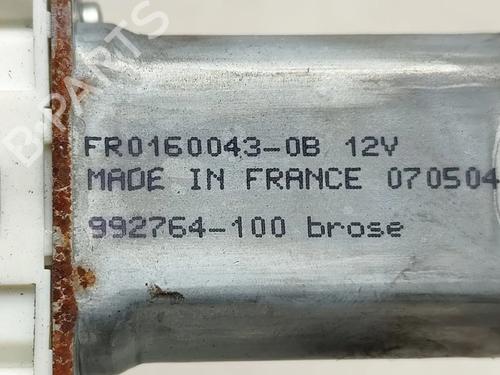 FR0160043-0B 12V
MADE IN FRANCE 070504
992764-100 brose
B-PARTS